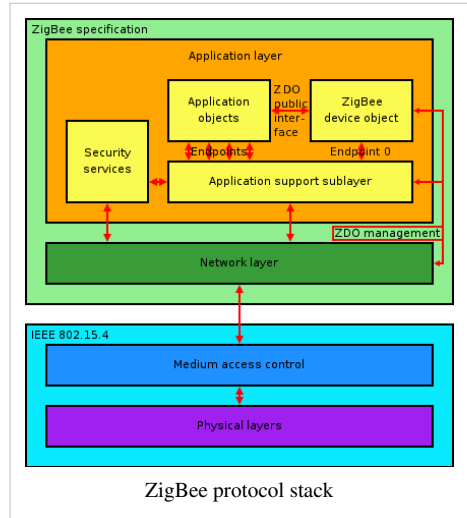 ZigBee specification
Application layer
Application
objects
ZDO
public
inter-
face
ZigBee
device object
Security
services
Endpoints
Endpoint 0
Application support sublayer
ZDO management
Network layer
IEEE 802.15.4
Medium access control
Physical layers
ZigBee protocol stack